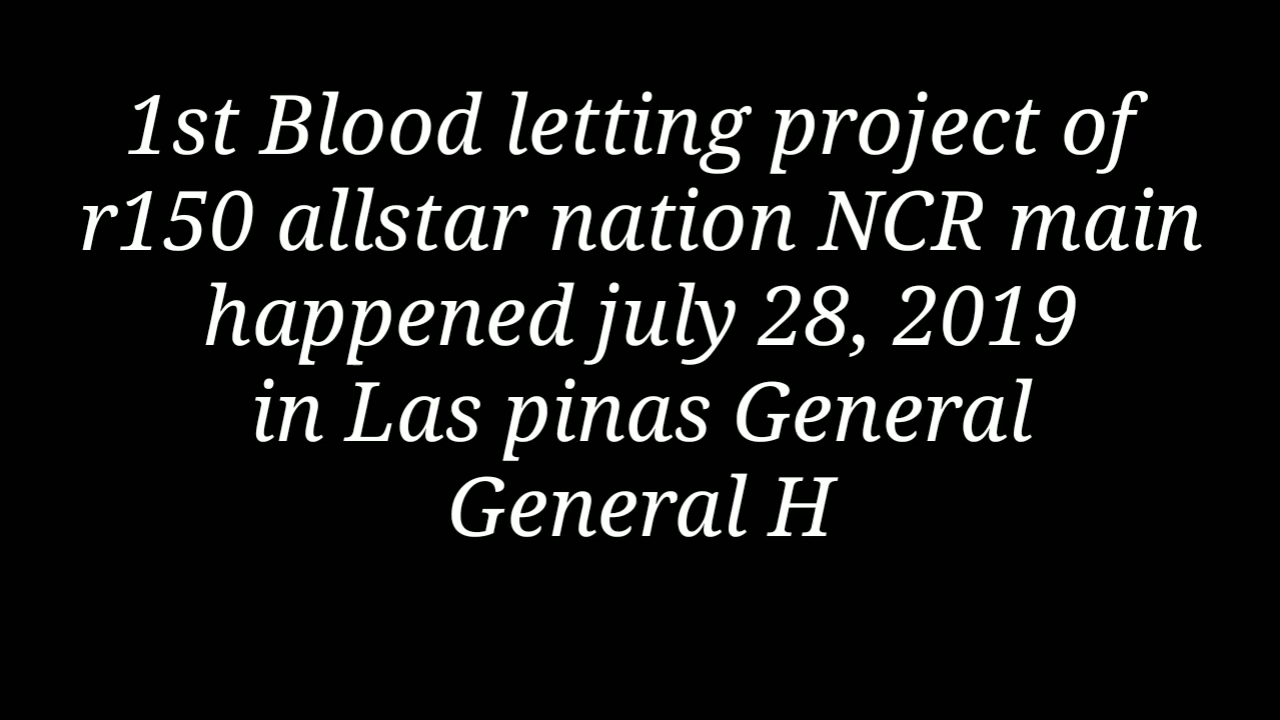 1st Blood letting project of
r150 allstar nation NCR main
happened july 28, 2019
in Las pinas General
General H